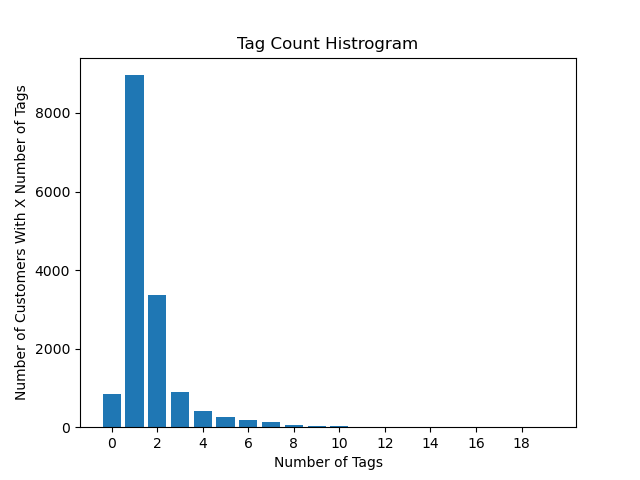 Tag Count Histrogram
Number of Customers With X Number of Tags
8000
6000
4000
2000
0
0 2 4 6 8 10 12 14 16 18
Number of Tags